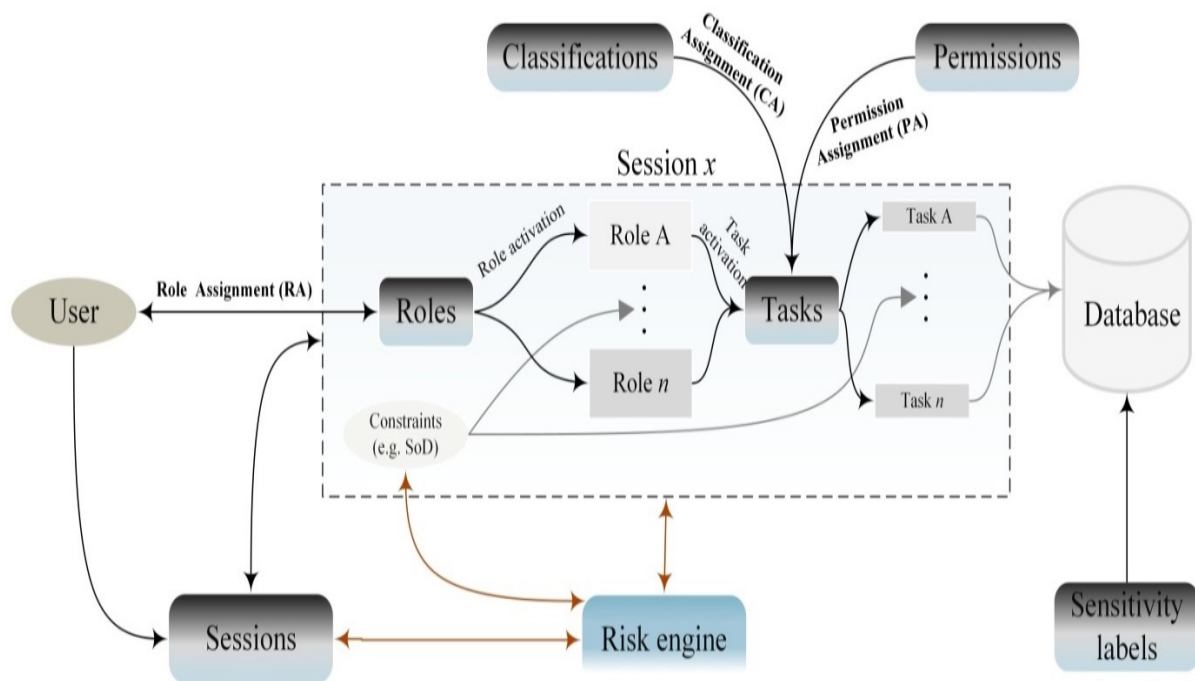 Classifications
Classification
Assignment (CA)
Permissions
Permission
Assignment (PA)
Session x
Role activation
Role A
Task
activation
Task A
User
Role Assignment (RA)
Roles
Tasks
Database
Role n
Task n
Constraints
(e.g. SoD)
Sessions
Risk engine
Sensitivity
labels